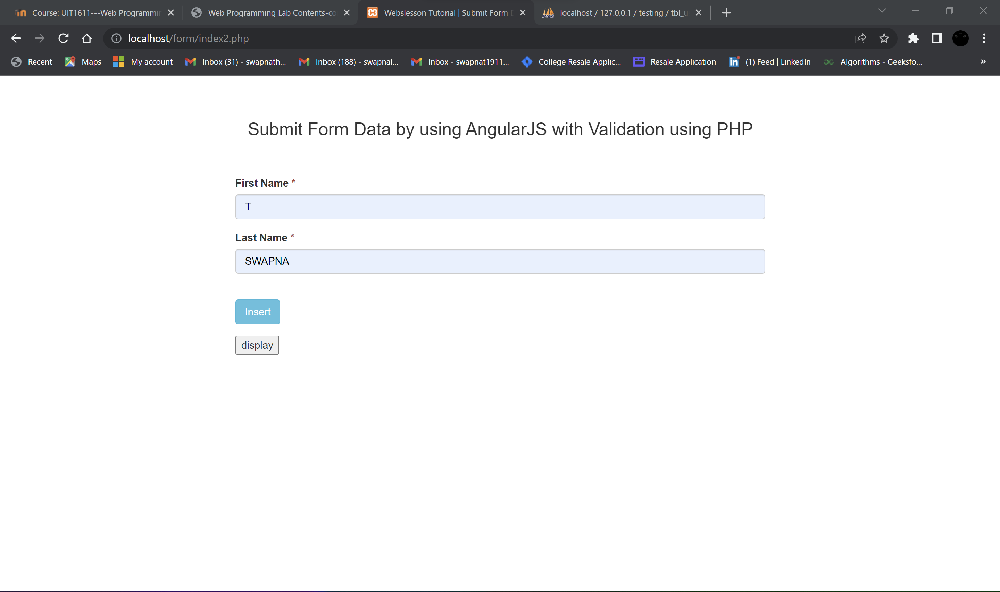 Course: UIT1611---Web Programmin
Web Programming Lab Contents-co
Webslesson Tutorial | Submit Form D
localhost / 127.0.0.1 / testing / tbl_u
localhost/form/index2.php
Recent
Maps
My account
Inbox (31) - swapnath...
Inbox (188) - swapnal...
Inbox - swapnat1911...
College Resale Applic...
Resale Application
(1) Feed | LinkedIn
Algorithms - Geeksfo...
»
Submit Form Data by using AngularJS with Validation using PHP
First Name *
T
Last Name *
SWAPNA
Insert
display